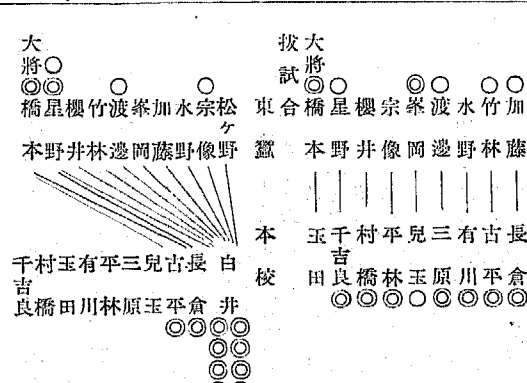 加藤 長倉
竹林 古平
水野 有川
渡邊 三原
峯岡 兒玉
宗像 平林
櫻井 村橋
星野 千吉良
大將 橋本 玉田
拔試合
東蠶 本校
松ヶ野 白井
宗像 長倉
水野 古平
加藤 兒玉
峯岡 三原
渡邊 平林
竹林 有川
櫻井 玉田
星野 村橋
大將 橋本 千吉良